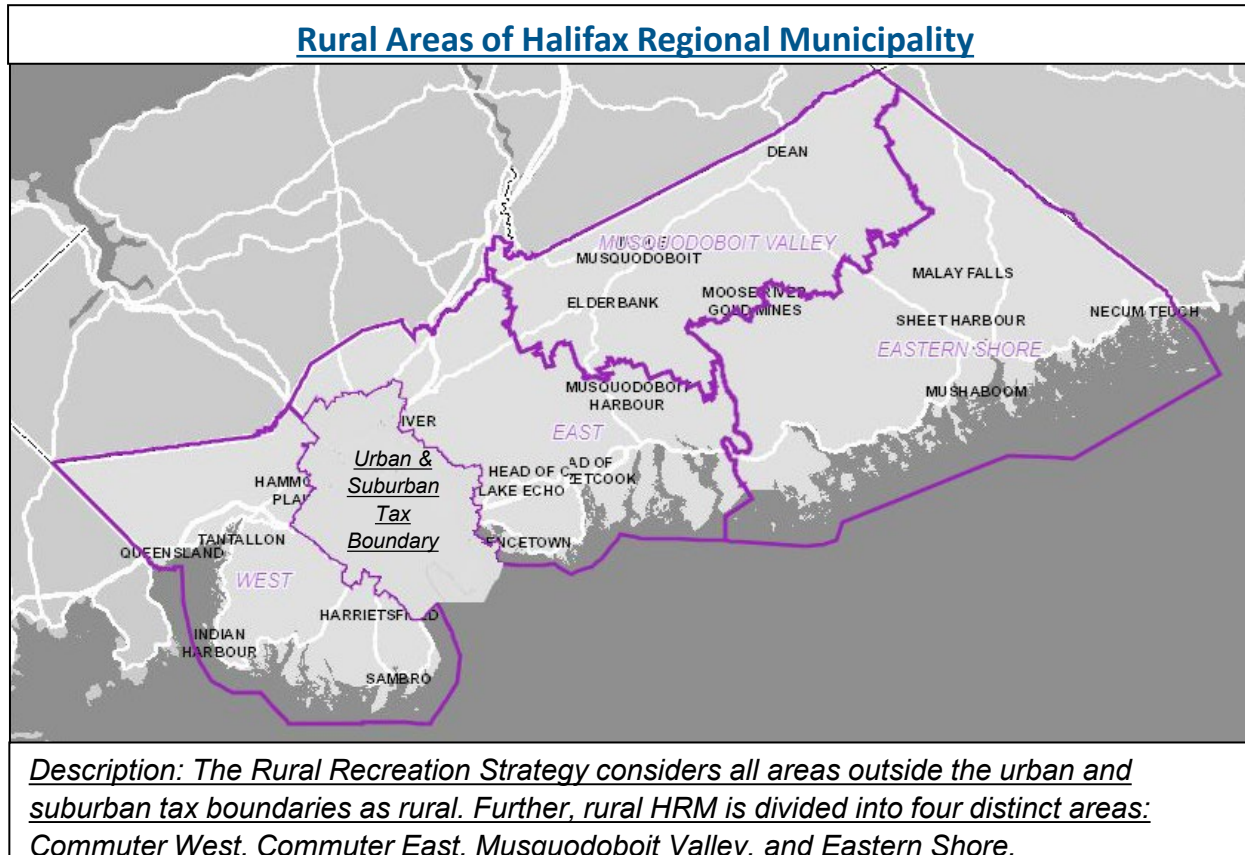 Rural Areas of Halifax Regional Municipality
DEAN
MUSQUODOBOIT VALLEY
MUSQUODOBOIT
MALAY FALLS
ELDERBANK
MOOSE RIVER
GOLD MINES
NECUM TEUCH
SHEET HARBOUR
EASTERN SHORE
MUSQUODOBOIT
HARBOUR
MUSHABOOM
IVER
EAST
Urban &
Suburban
Tax
Boundary
HEAD OF C
AD OF
ETCOOK
LAKE ECHO
HAMMO
PLAI
TANTALLON
ENCETOWN
QUEENSLAND
WEST
HARRIETSFIELD
INDIAN
HARBOUR
SAMBRO
Description: The Rural Recreation Strategy considers all areas outside the urban and
suburban tax boundaries as rural. Further, rural HRM is divided into four distinct areas:
Commuter West, Commuter East, Musquodoboit Valley, and Eastern Shore.